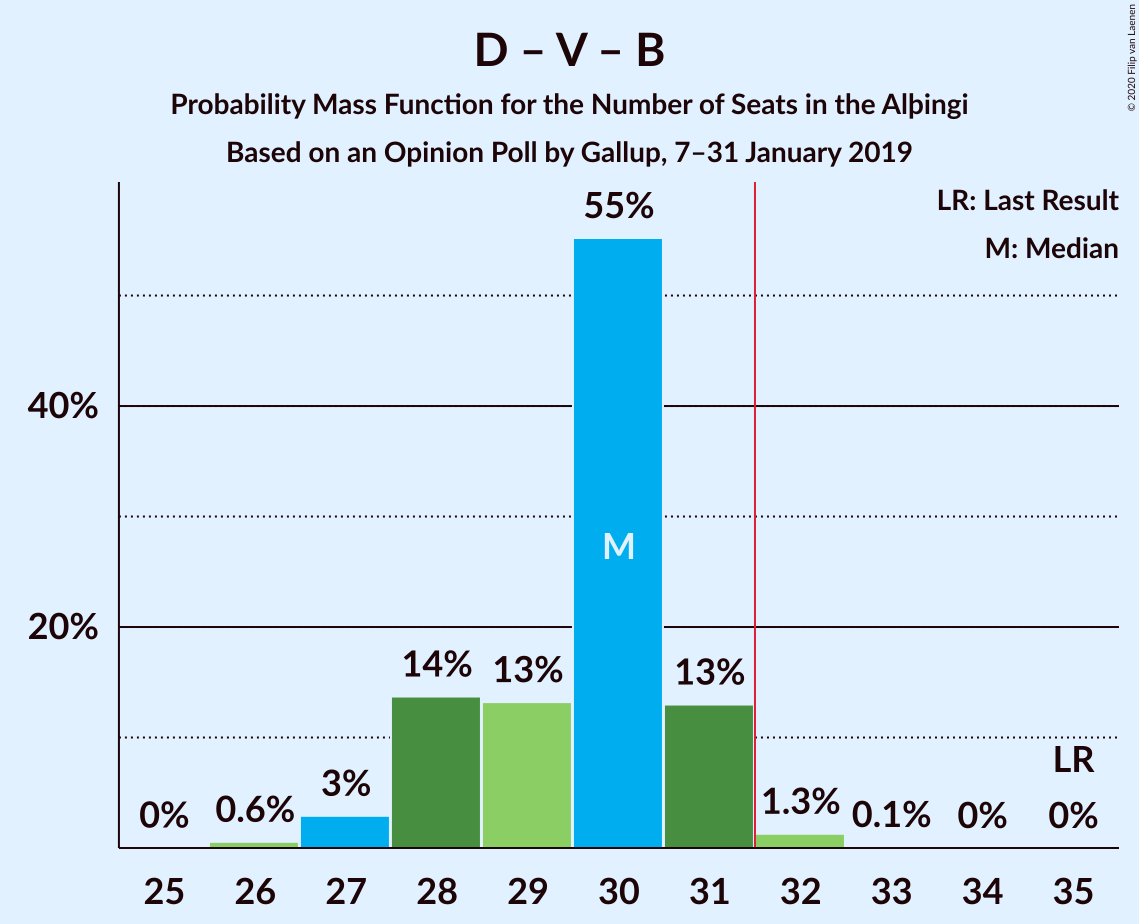 D – V – B
Probability Mass Function for the Number of Seats in the Alþingi
Based on an Opinion Poll by Gallup, 7–31 January 2019
© 2020 Filip van Laenen
LR: Last Result
M: Median
55%
40%
M
20%
14%
13%
13%
LR
3%
1.3%
0.6%
0%
0.1%
0%
0%
25 26 27 28 29 30 31 32 33 34 35